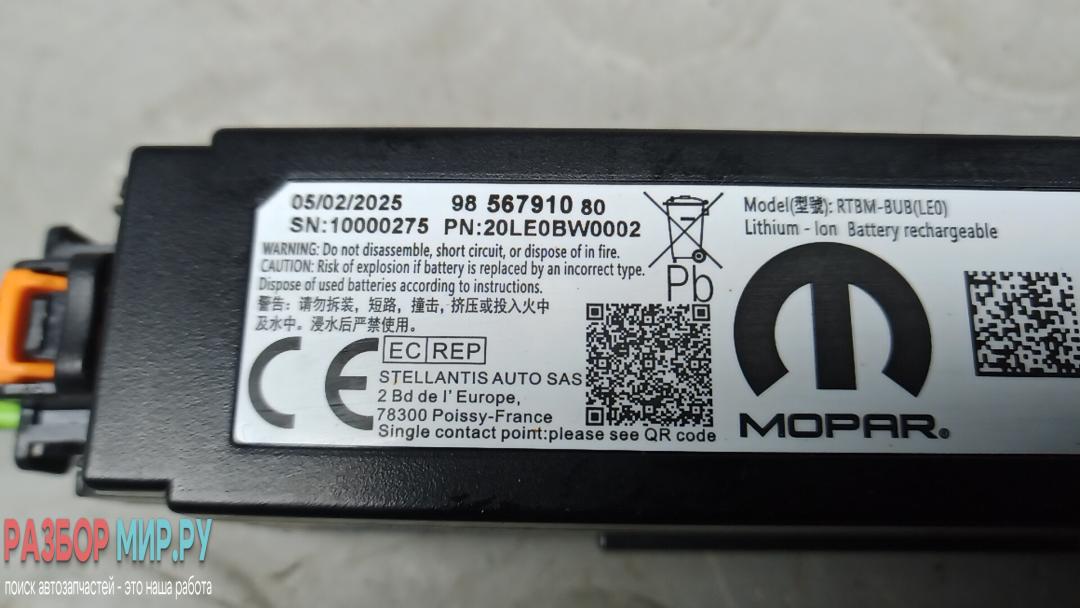 05/02/2025 98 567910 80
SN:10000275 PN:20LE0BW0002
WARNING: Do not disassemble, short circuit, or dispose of in fire.
CAUTION: Risk of explosion if battery is replaced by an incorrect type.
Dispose of used batteries according to instructions.
警告：请勿拆装，短路，撞击，挤压或投入火中
及水中。浸水后严禁使用。
CE
EC REP
STELLANTIS AUTO SAS
2 Bd de l' Europe,
78300 Poissy-France
Single contact point:please see QR code
Pb
Model(型號): RTBM-BUB(LE0)
Lithium - Ion Battery rechargeable
MOPAR®
РАЗБОР МИР.РУ
поиск автозапчастей - это наша работа